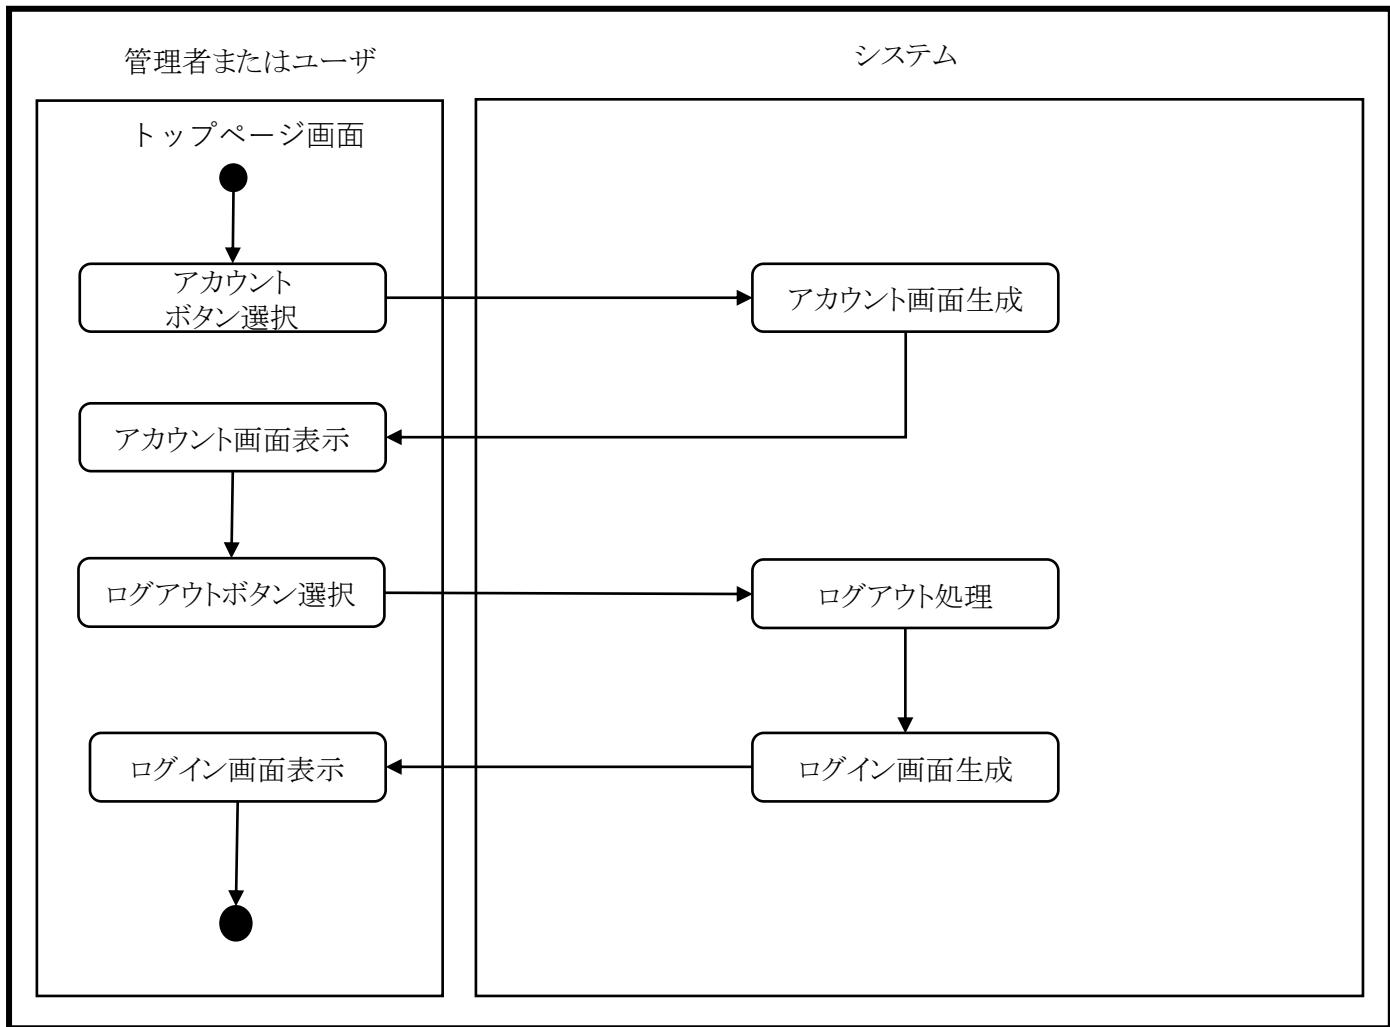 管理者またはユーザ
システム
トップページ画面
アカウント
ボタン選択
アカウント画面生成
アカウント画面表示
ログアウトボタン選択
ログアウト処理
ログイン画面表示
ログイン画面生成